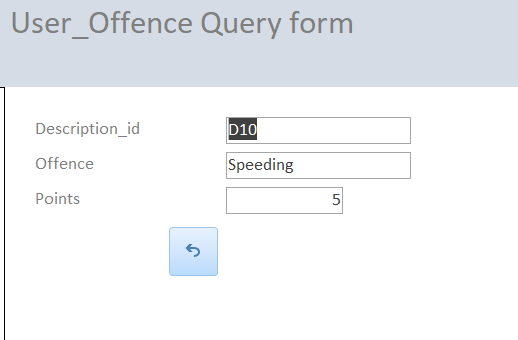 User_Offence Query form
Description_id D10
Offence Speeding
Points 5